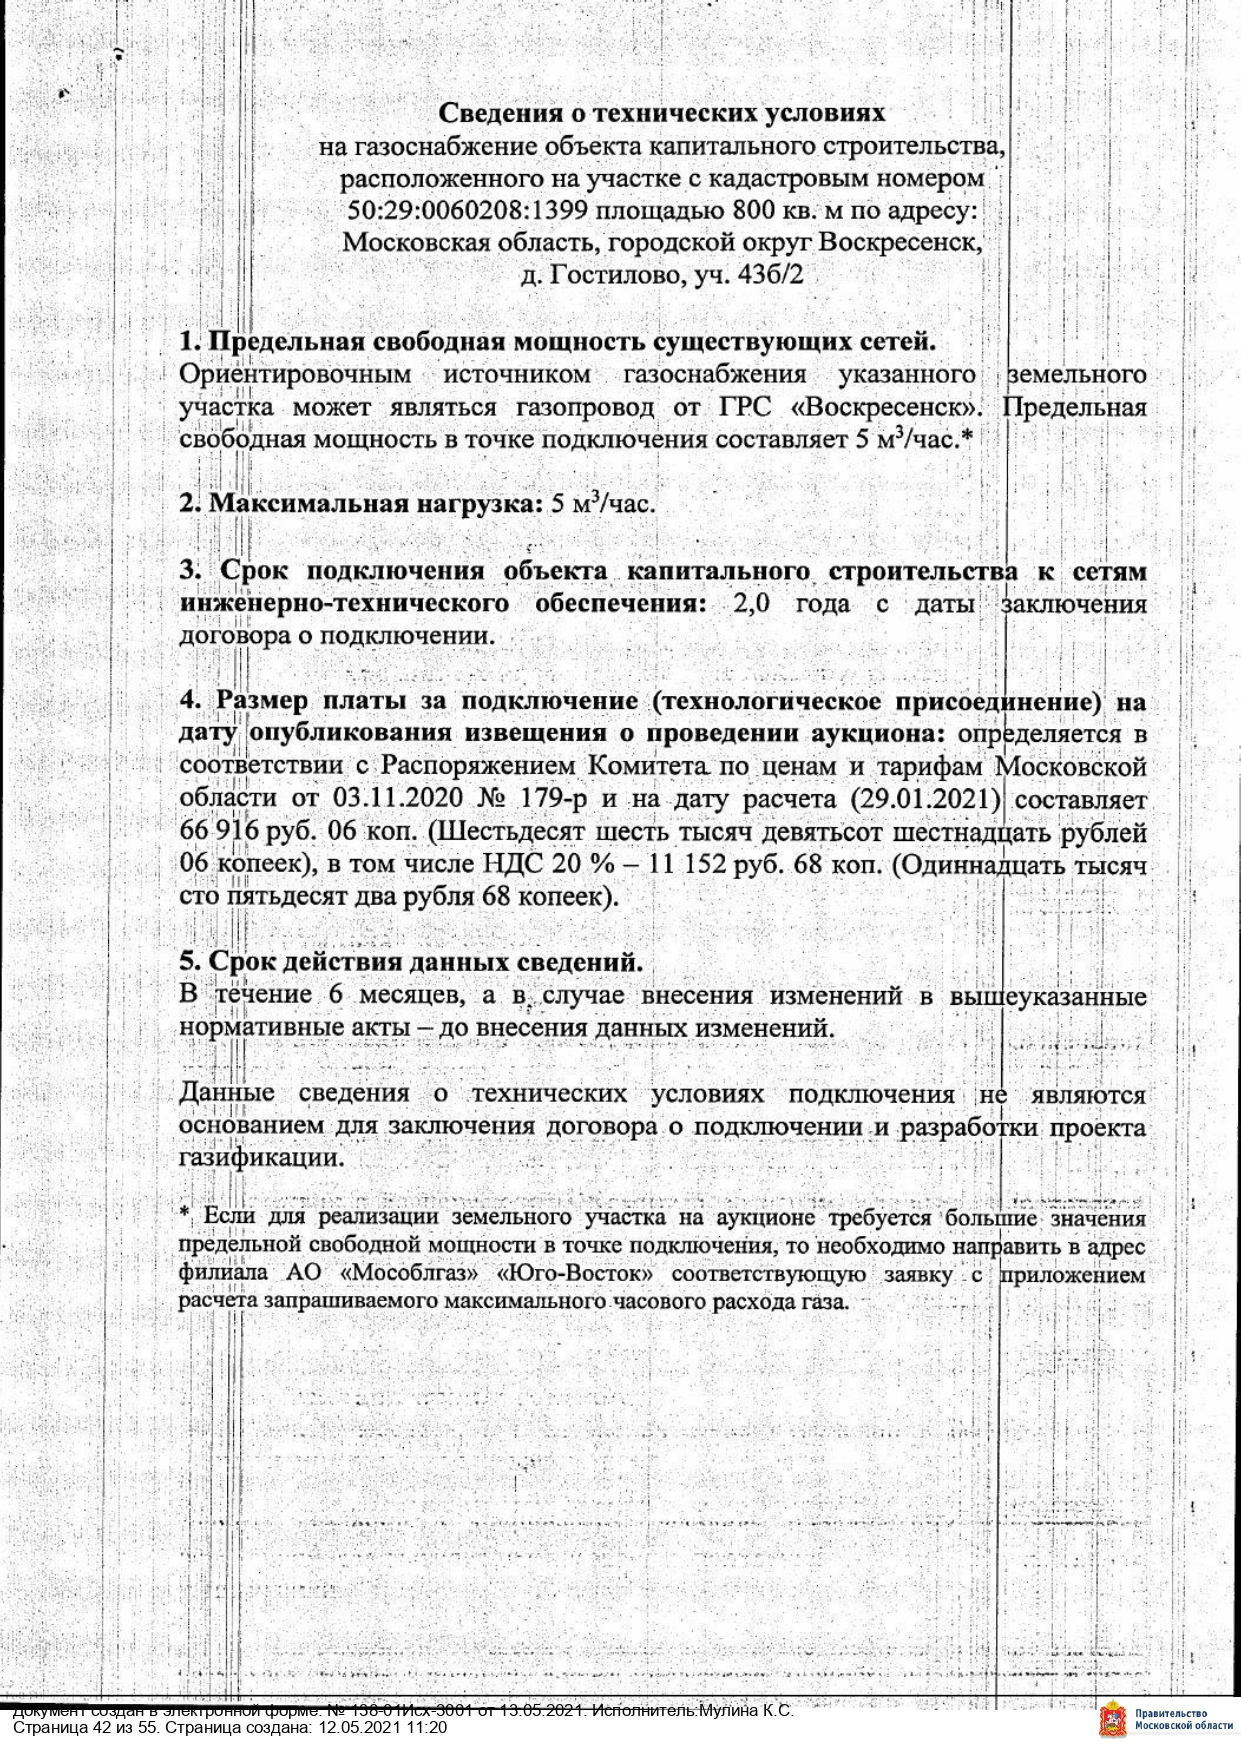 Сведения о технических условиях
на газоснабжение объекта капитального строительства,
расположенного на участке с кадастровым номером
50:29:0060208:1399 площадью 800 кв. м по адресу:
Московская область, городской округ Воскресенск,
д. Гостилово, уч. 43б/2
1. Предельная свободная мощность существующих сетей.
Ориентировочным источником газоснабжения указанного земельного
участка может являться газопровод от ГРС «Воскресенск». Предельная
свободная мощность в точке подключения составляет 5 м³/час.*
2. Максимальная нагрузка: 5 м³/час.
3. Срок подключения объекта капитального строительства к сетям
инженерно-технического обеспечения: 2,0 года с даты заключения
договора о подключении.
4. Размер платы за подключение (технологическое присоединение) на
дату опубликования извещения о проведении аукциона: определяется в
соответствии с Распоряжением Комитета по ценам и тарифам Московской
области от 03.11.2020 № 179-р и на дату расчета (29.01.2021) составляет
66 916 руб. 06 коп. (Шестьдесят шесть тысяч девятьсот шестнадцать рублей
06 копеек), в том числе НДС 20 % – 11 152 руб. 68 коп. (Одиннадцать тысяч
сто пятьдесят два рубля 68 копеек).
5. Срок действия данных сведений.
В течение 6 месяцев, а в случае внесения изменений в вышеуказанные
нормативные акты – до внесения данных изменений.
Данные сведения о технических условиях подключения не являются
основанием для заключения договора о подключении и разработки проекта
газификации.
* Если для реализации земельного участка на аукционе требуется большие значения
предельной свободной мощности в точке подключения, то необходимо направить в адрес
филиала АО «Мособлгаз» «Юго-Восток» соответствующую заявку с приложением
расчета запрашиваемого максимального часового расхода газа.
Документ создан в электронной форме. № 138-01Исх-3601 от 13.05.2021. Исполнитель:Мулина К.С.
Страница 42 из 55. Страница создана: 12.05.2021 11:20
Правительство
Московской области